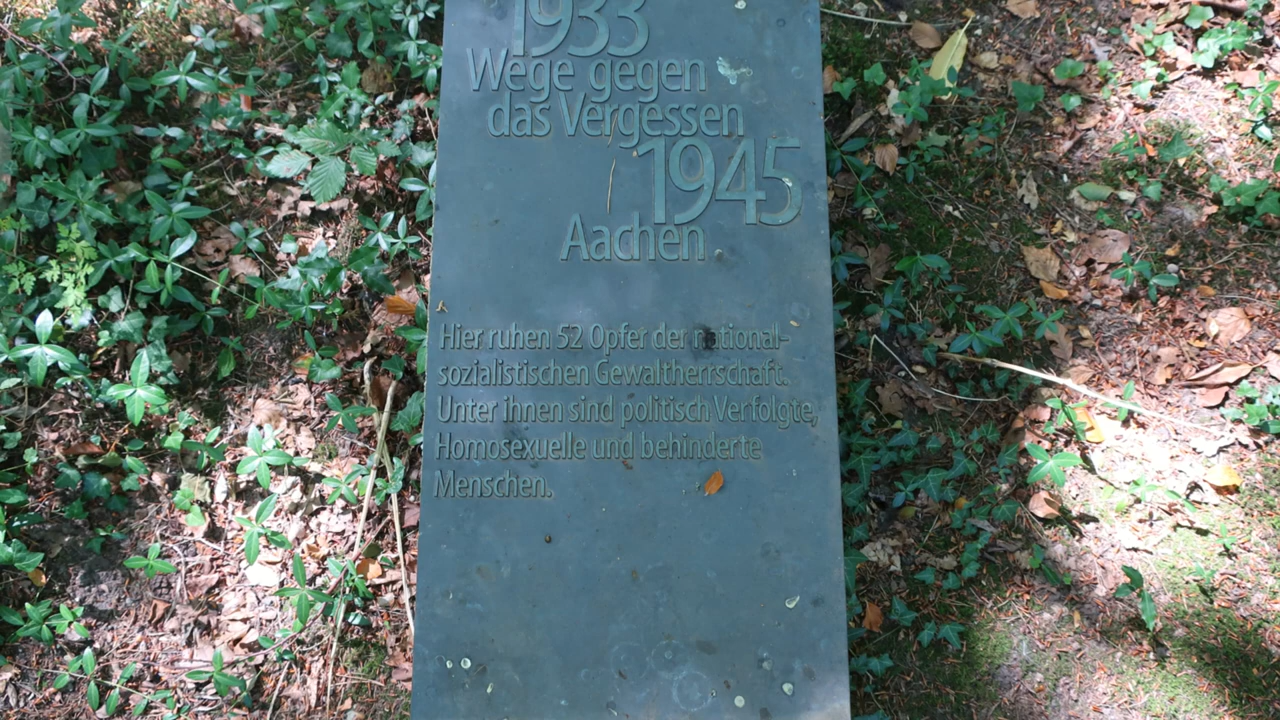 1933
Wege gegen
das Vergessen
1945
Aachen
Hier ruhen 52 Opfer der national-
sozialistischen Gewaltherrschaft.
Unter ihnen sind politisch Verfolgte,
Homosexuelle und behinderte
Menschen.